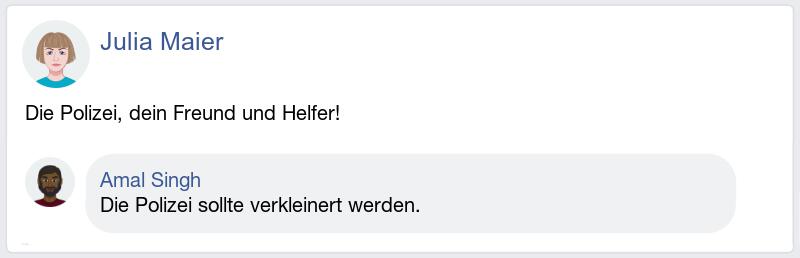 Julia Maier
Die Polizei, dein Freund und Helfer!
Amal Singh
Die Polizei sollte verkleinert werden.